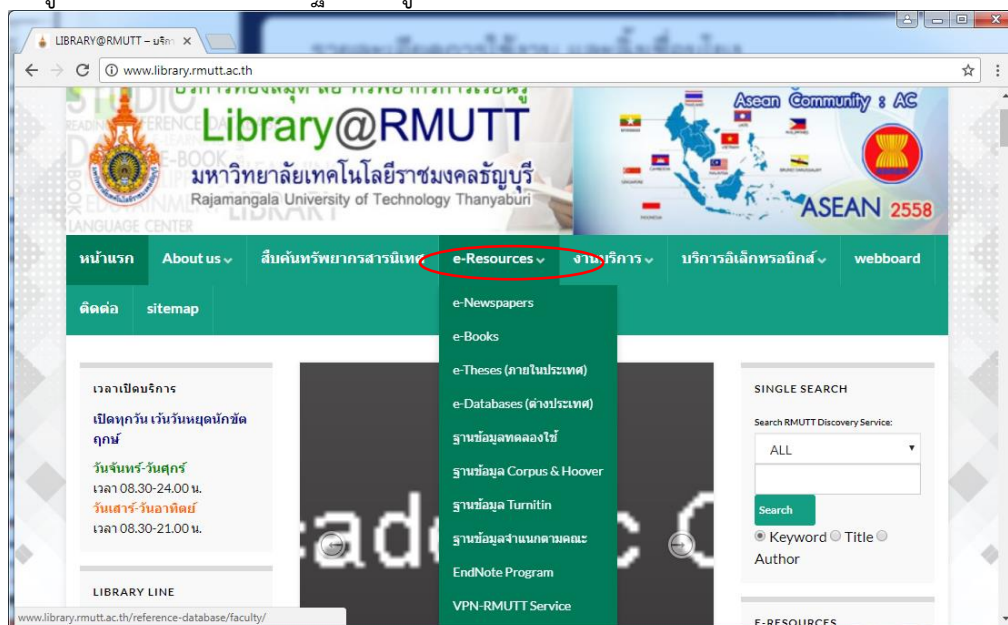 LIBRARY@RMUTT – บริกา
www.library.rmutt.ac.th
Library@RMUTT
มหาวิทยาลัยเทคโนโลยีราชมงคลธัญบุรี
Rajamangala University of Technology Thanyaburi
LANGUAGE CENTER
Asean Community : AC
ASEAN 2558
หน้าแรก About us สืบค้นทรัพยากรสารนิเทศ e-Resources งานบริการ บริการอิเล็กทรอนิกส์ webboard
ติดต่อ sitemap
e-Newspapers
e-Books
e-Theses (ภายในประเทศ)
e-Databases (ต่างประเทศ)
ฐานข้อมูลทดลองใช้
ฐานข้อมูล Corpus & Hoover
ฐานข้อมูล Turnitin
ฐานข้อมูลจำแนกตามคณะ
EndNote Program
VPN-RMUTT Service
เวลาเปิดบริการ
เปิดทุกวัน เว้นวันหยุดนักขัต
ฤกษ์
วันจันทร์-วันศุกร์
เวลา 08.30-24.00 น.
วันเสาร์-วันอาทิตย์
เวลา 08.30-21.00 น.
LIBRARY LINE
SINGLE SEARCH
Search RMUTT Discovery Service:
ALL
Search
Keyword Title
Author
E-RESOURCES
www.library.rmutt.ac.th/reference-database/faculty/